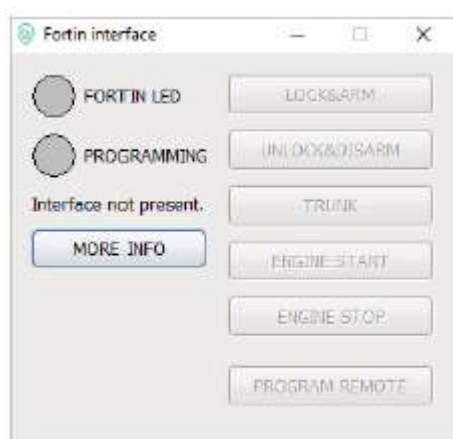 Fortin interface
FORTIN LED
PROGRAMMING
Interface not present.
MORE INFO
LOCK&ARM
UNLOCK&DISARM
TRUNK
ENGINE START
ENGINE STOP
PROGRAM REMOTE